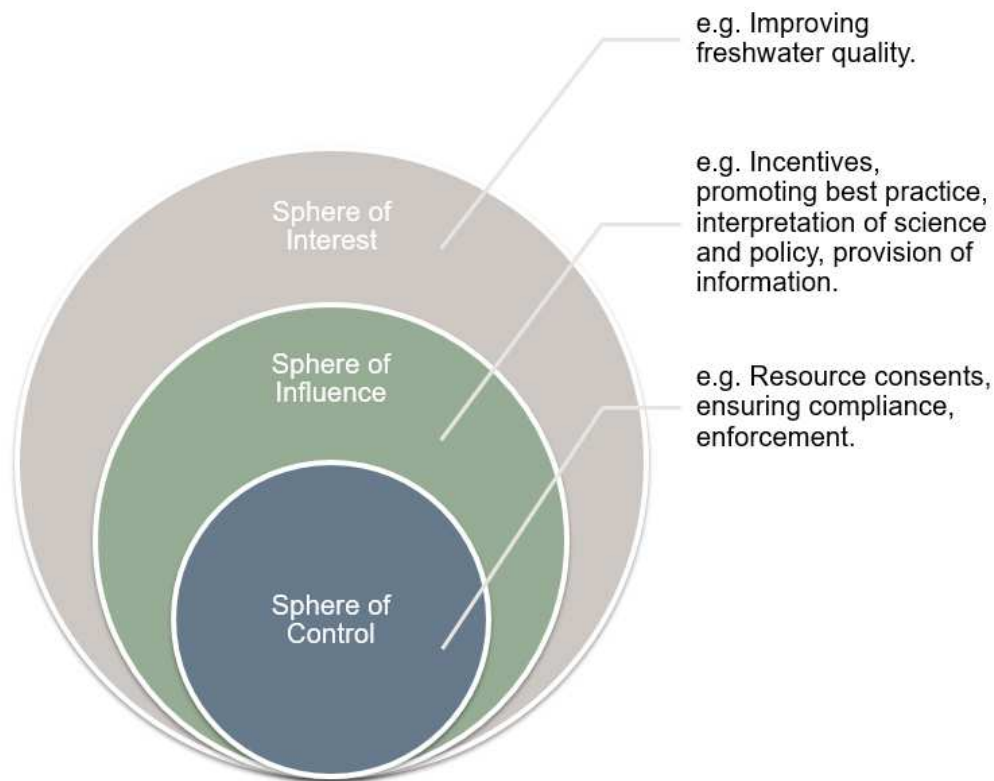 e.g. Improving
freshwater quality.
Sphere of
Interest
e.g. Incentives,
promoting best practice,
interpretation of science
and policy, provision of
information.
Sphere of
Influence
e.g. Resource consents,
ensuring compliance,
enforcement.
Sphere of
Control